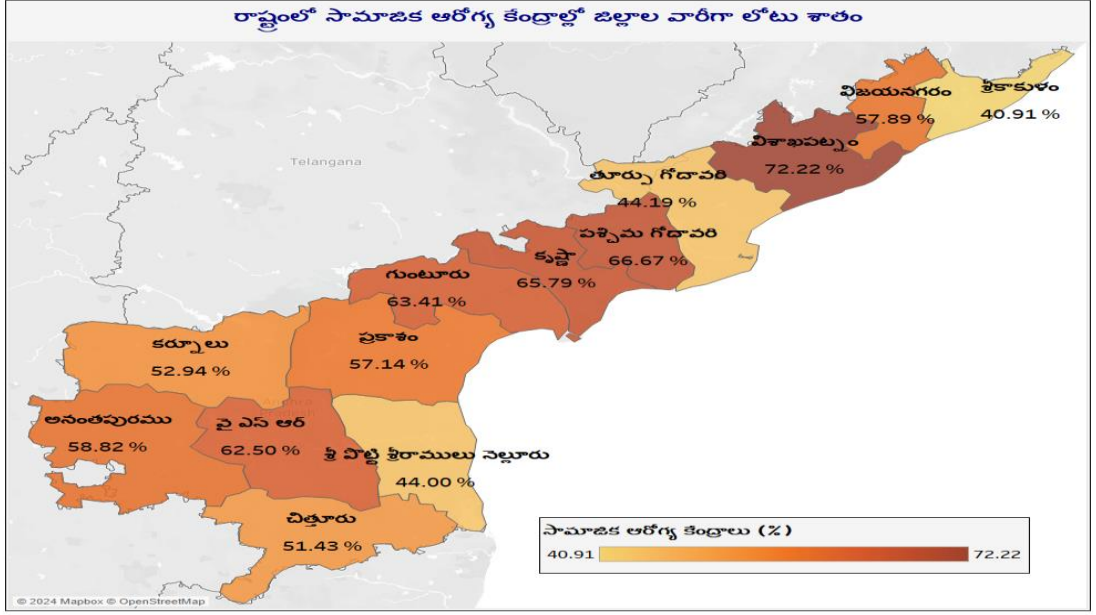 రాష్ట్రంలో సామాజిక ఆరోగ్య కేంద్రాల్లో జిల్లాల వారీగా లోటు శాతం
శ్రీకాకుళం
40.91 %
విజయనగరం
57.89 %
విశాఖపట్నం
72.22 %
Telangana
తూర్పు గోదావరి
44.19 %
పశ్చిమ గోదావరి
66.67 %
కృష్ణా
65.79 %
గుంటూరు
63.41 %
ప్రకాశం
57.14 %
కర్నూలు
52.94 %
Andhra
Pradesh
అనంతపురము
58.82 %
వై ఎస్ ఆర్
62.50 %
శ్రీ పొట్టి శ్రీరాములు నెల్లూరు
44.00 %
చిత్తూరు
51.43 %
సామాజిక ఆరోగ్య కేంద్రాలు (%)
40.91 72.22
© 2024 Mapbox © OpenStreetMap